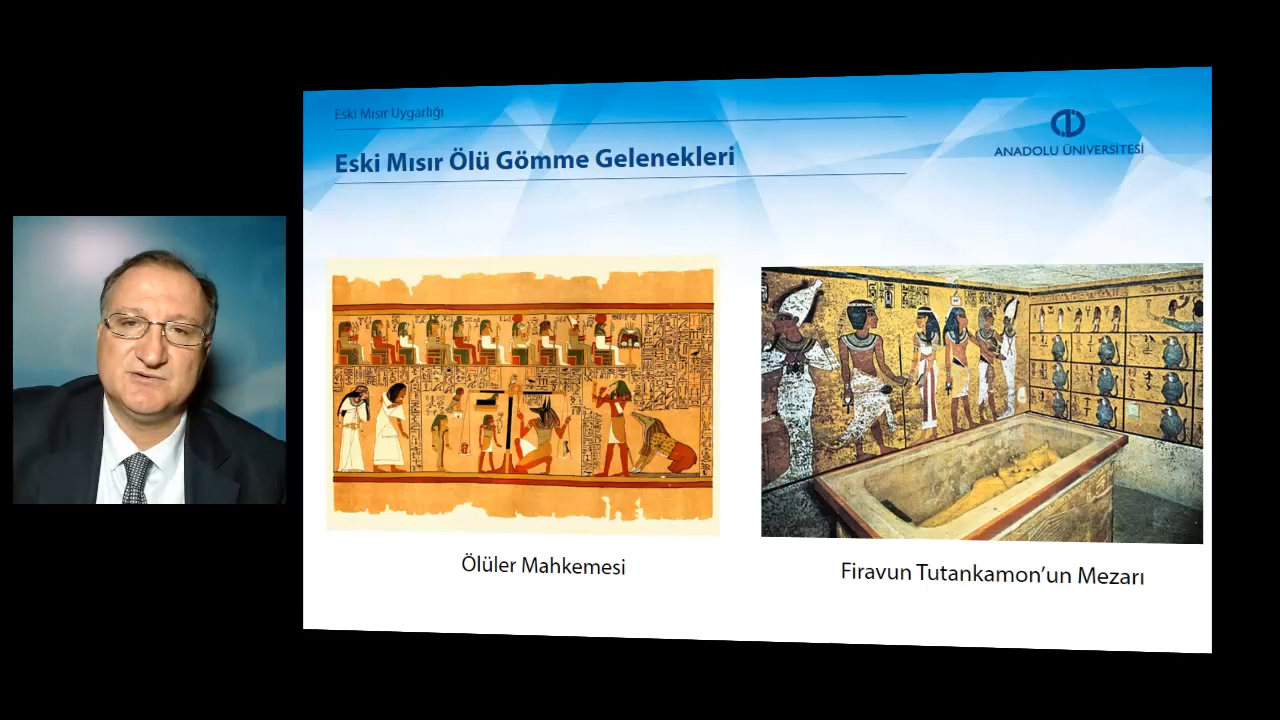 Eski Mısır Uygarlığı
Eski Mısır Ölü Gömme Gelenekleri
ANADOLU ÜNİVERSİTESİ
Ölüler Mahkemesi
Firavun Tutankamon’un Mezarı